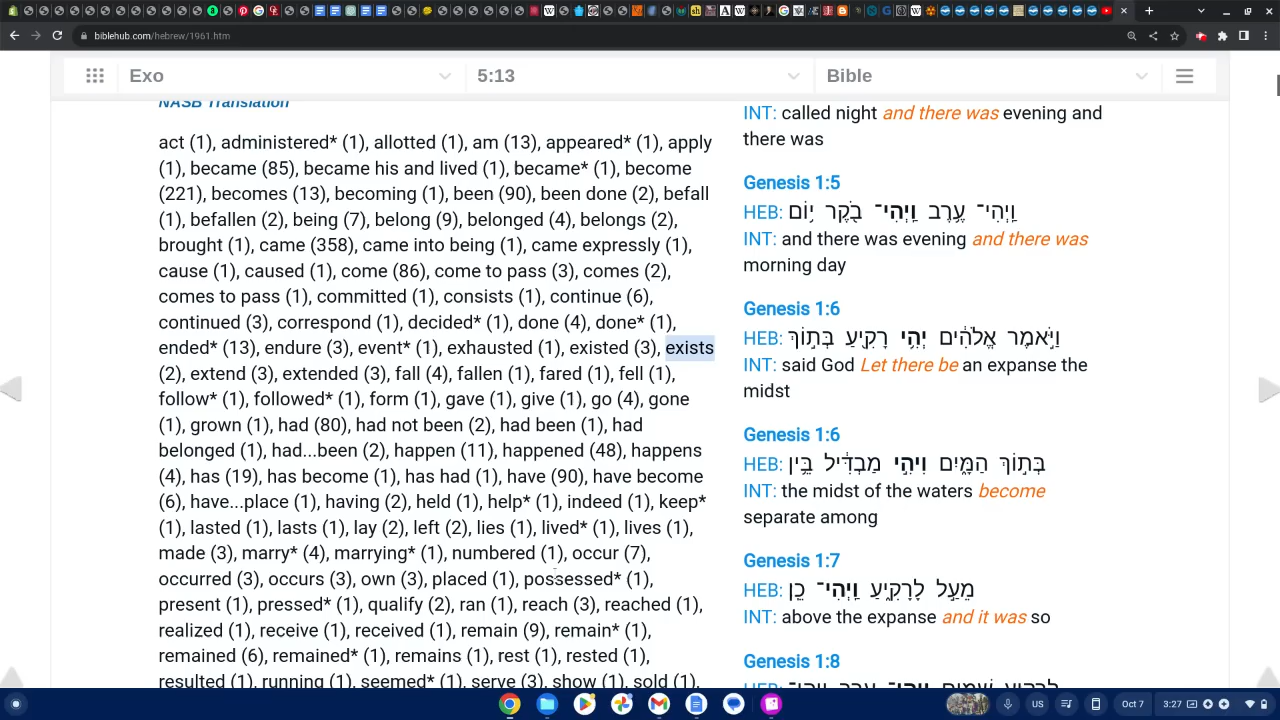 biblehub.com/hebrew/1961.htm
Exo
5:13
Bible
NASB Translation
act (1), administered* (1), allotted (1), am (13), appeared* (1), apply
(1), became (85), became his and lived (1), became* (1), become
(221), becomes (13), becoming (1), been (90), been done (2), befall
(1), befallen (2), being (7), belong (9), belonged (4), belongs (2),
brought (1), came (358), came into being (1), came expressly (1),
cause (1), caused (1), come (86), come to pass (3), comes (2),
comes to pass (1), committed (1), consists (1), continue (6),
continued (3), correspond (1), decided* (1), done (4), done* (1),
ended* (13), endure (3), event* (1), exhausted (1), existed (3), exists
(2), extend (3), extended (3), fall (4), fallen (1), fared (1), fell (1),
follow* (1), followed* (1), form (1), gave (1), give (1), go (4), gone
(1), grown (1), had (80), had not been (2), had been (1), had
belonged (1), had...been (2), happen (11), happened (48), happens
(4), has (19), has become (1), has had (1), have (90), have become
(6), have...place (1), having (2), held (1), help* (1), indeed (1), keep*
(1), lasted (1), lasts (1), lay (2), left (2), lies (1), lived* (1), lives (1),
made (3), marry* (4), marrying* (1), numbered (1), occur (7),
occurred (3), occurs (3), own (3), placed (1), possessed* (1),
present (1), pressed* (1), qualify (2), ran (1), reach (3), reached (1),
realized (1), receive (1), received (1), remain (9), remain* (1),
remained (6), remained* (1), remains (1), rest (1), rested (1),
resulted (1), running (1), seemed* (1), serve (3), show (1), sold (1),
INT: called night and there was evening and
there was
Genesis 1:5
HEB: וַֽיְהִי־ עֶ֥רֶב וַֽיְהִי־ בֹ֖קֶר י֥וֹם
INT: and there was evening and there was
morning day
Genesis 1:6
HEB: וַיֹּ֣אמֶר אֱלֹהִ֔ים יְהִ֥י רָקִ֖יעַ בְּת֣וֹךְ
INT: said God Let there be an expanse the
midst
Genesis 1:6
HEB: בְּת֣וֹךְ הַמָּ֑יִם וִיהִ֣י מַבְדִּ֔יל בֵּ֥ין
INT: the midst of the waters become
separate among
Genesis 1:7
HEB: מֵעַ֣ל לָרָקִ֑יעַ וַֽיְהִי־ כֵֽן׃
INT: above the expanse and it was so
Genesis 1:8
US
Oct 7
3:27